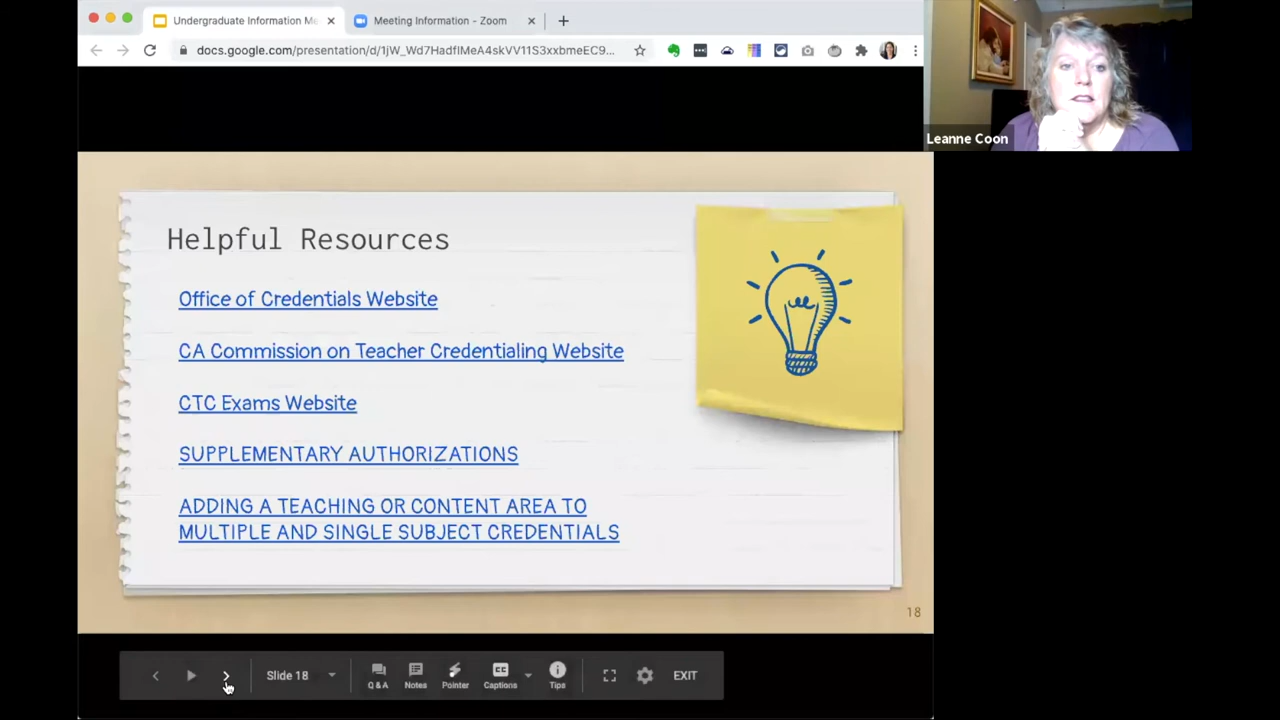 Undergraduate Information Me
Meeting Information - Zoom
docs.google.com/presentation/d/1jW_Wd7HadfIMeA4skVV11S3xxbmeEC9...
Leanne Coon
Helpful Resources
Office of Credentials Website
CA Commission on Teacher Credentialing Website
CTC Exams Website
SUPPLEMENTARY AUTHORIZATIONS
ADDING A TEACHING OR CONTENT AREA TO
MULTIPLE AND SINGLE SUBJECT CREDENTIALS
18
Slide 18
Q & A
Notes
Pointer
CC
Captions
Tips
EXIT